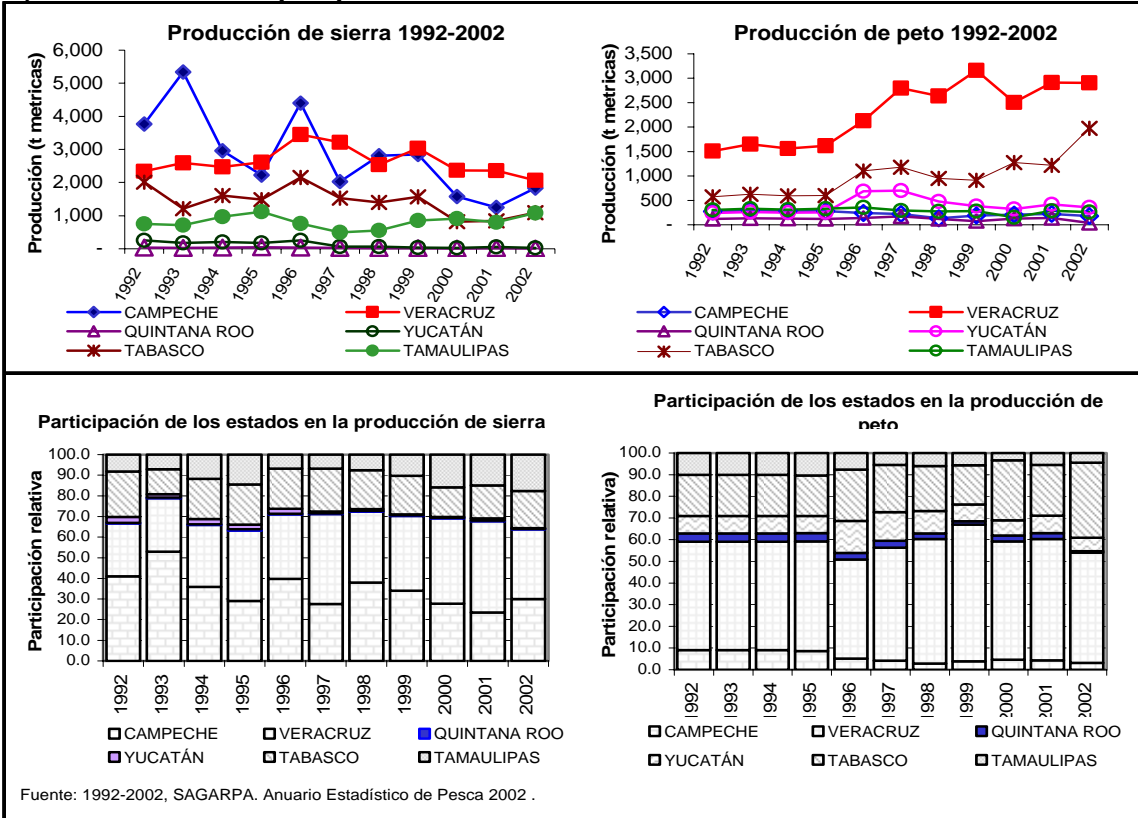 Producción de sierra 1992-2002
Producción (t metricas)
6,000
5,000
4,000
3,000
2,000
1,000
-
1992
1993
1994
1995
1996
1997
1998
1999
2000
2001
2002
CAMPECHE
VERACRUZ
QUINTANA ROO
YUCATÁN
TABASCO
TAMAULIPAS
Producción de peto 1992-2002
Producción (t metricas)
3,500
3,000
2,500
2,000
1,500
1,000
500
-
1992
1993
1994
1995
1996
1997
1998
1999
2000
2001
2002
CAMPECHE
VERACRUZ
QUINTANA ROO
YUCATÁN
TABASCO
TAMAULIPAS
Participación de los estados en la producción de sierra
Participación relativa
100.0
90.0
80.0
70.0
60.0
50.0
40.0
30.0
20.0
10.0
0.0
1992
1993
1994
1995
1996
1997
1998
1999
2000
2001
2002
CAMPECHE
VERACRUZ
QUINTANA ROO
YUCATÁN
TABASCO
TAMAULIPAS
Participación de los estados en la producción de
peto
Participación relativa)
100.0
90.0
80.0
70.0
60.0
50.0
40.0
30.0
20.0
10.0
0.0
1992
1993
1994
1995
1996
1997
1998
1999
2000
2001
2002
CAMPECHE
VERACRUZ
QUINTANA ROO
YUCATÁN
TABASCO
TAMAULIPAS
Fuente: 1992-2002, SAGARPA. Anuario Estadístico de Pesca 2002 .